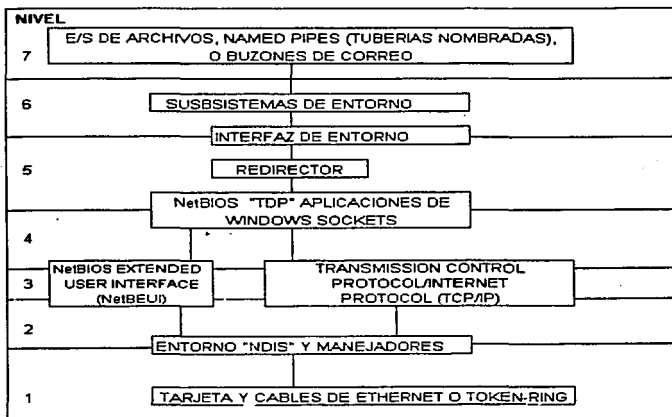 NIVEL
E/S DE ARCHIVOS, NAMED PIPES (TUBERIAS NOMBRADAS),
O BUZONES DE CORREO
7
6
SUSBSISTEMAS DE ENTORNO
INTERFAZ DE ENTORNO
5
REDIRECTOR
NetBIOS "TDP" APLICACIONES DE
WINDOWS SOCKETS
4
NetBIOS EXTENDED
USER INTERFACE
(NetBEUI)
3
TRANSMISSION CONTROL
PROTOCOL/INTERNET
PROTOCOL (TCP/IP)
2
ENTORNO "NDIS" Y MANEJADORES
1
TARJETA Y CABLES DE ETHERNET O TOKEN-RING